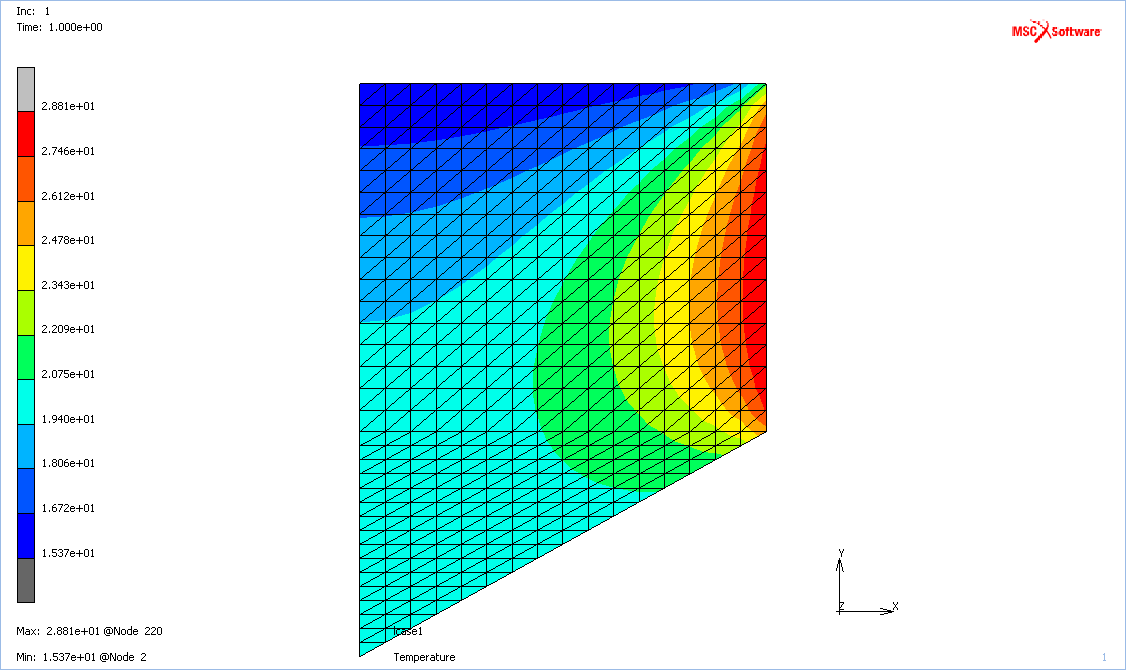 Inc: 1
Time: 1.000e+00
MSC Software
2.881e+01
2.746e+01
2.612e+01
2.478e+01
2.343e+01
2.209e+01
2.075e+01
1.940e+01
1.806e+01
1.672e+01
1.537e+01
Y
Z X
Max: 2.881e+01 @Node 220
lcase1
Min: 1.537e+01 @Node 2
Temperature
1